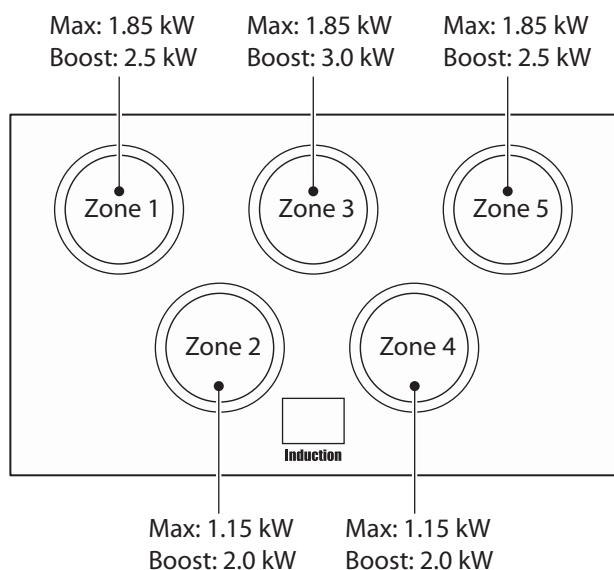 Max: 1.85 kW
Boost: 2.5 kW
Max: 1.85 kW
Boost: 3.0 kW
Max: 1.85 kW
Boost: 2.5 kW
Zone 1
Zone 3
Zone 5
Zone 2
Zone 4
Induction
Max: 1.15 kW
Boost: 2.0 kW
Max: 1.15 kW
Boost: 2.0 kW